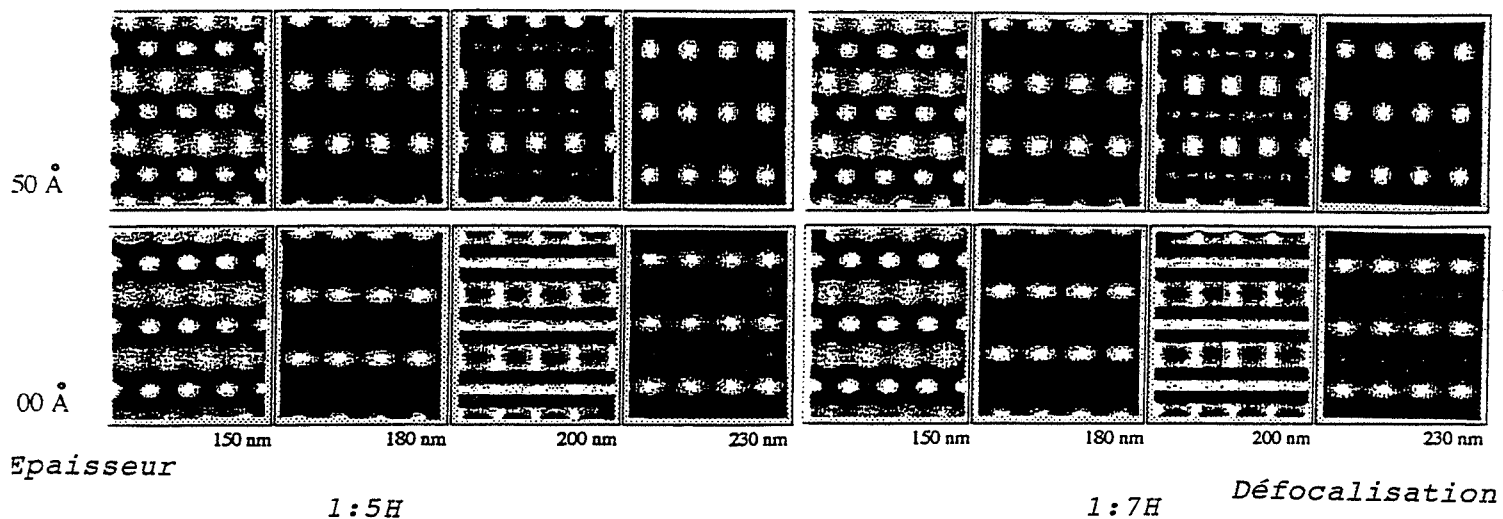 50 Å
00 Å
150 nm 180 nm 200 nm 230 nm 150 nm 180 nm 200 nm 230 nm
Epaisseur
1:5H 1:7H Défocalisation